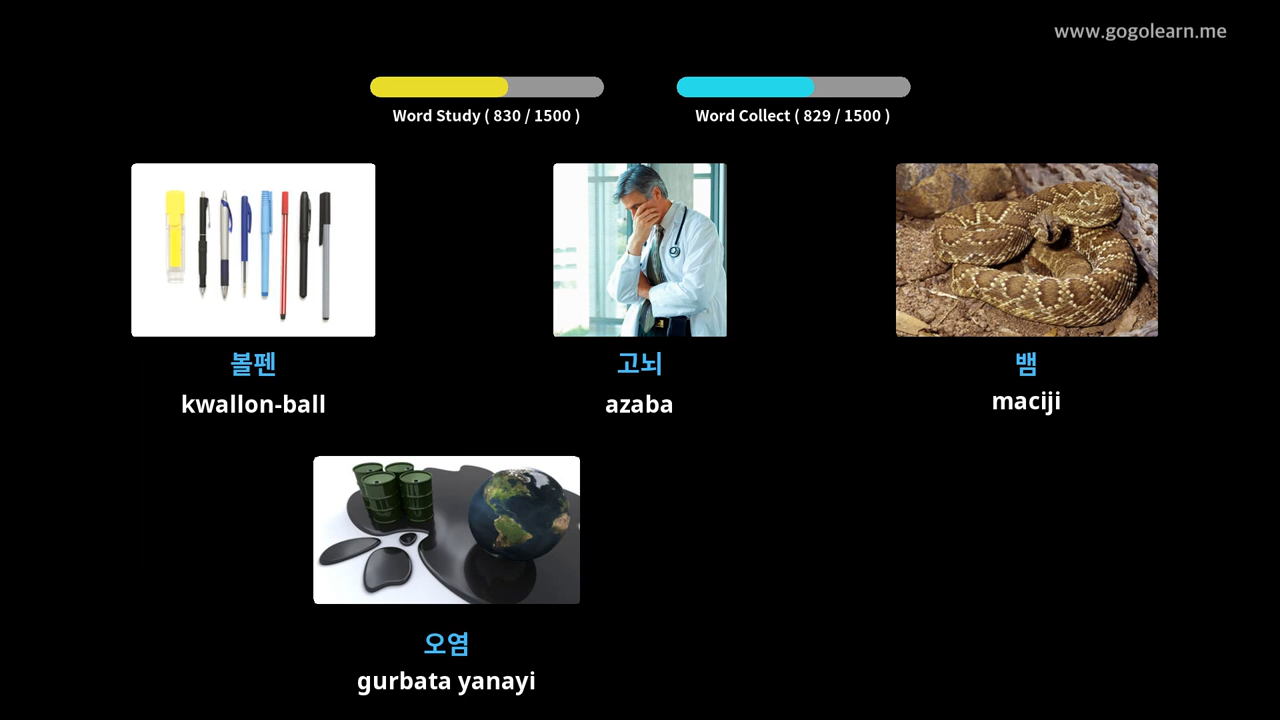 www.gogolearn.me
Word Study ( 830 / 1500 )
Word Collect ( 829 / 1500 )
볼펜
kwallon-ball
고뇌
azaba
뱀
maciji
오염
gurbata yanayi